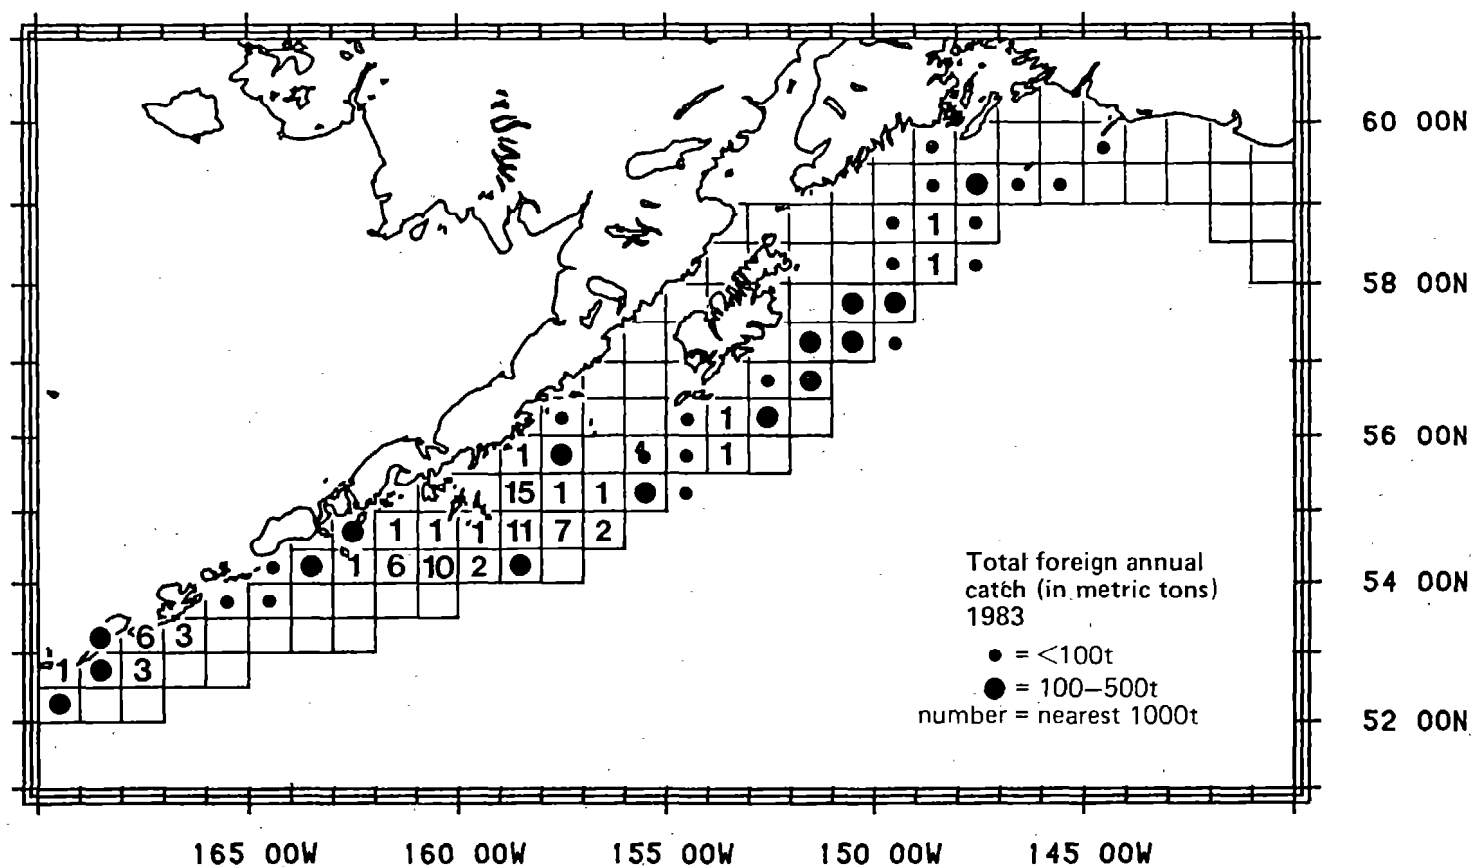 60 00N
1
1
58 00N
1
56 00N
1
1
15 1 1
1 1 1 11 7 2
1 6 10 2
54 00N
6 3
1 3
52 00N
Total foreign annual
catch (in metric tons)
1983
= <100t
= 100–500t
number = nearest 1000t
165 00W 160 00W 155 00W 150 00W 145 00W